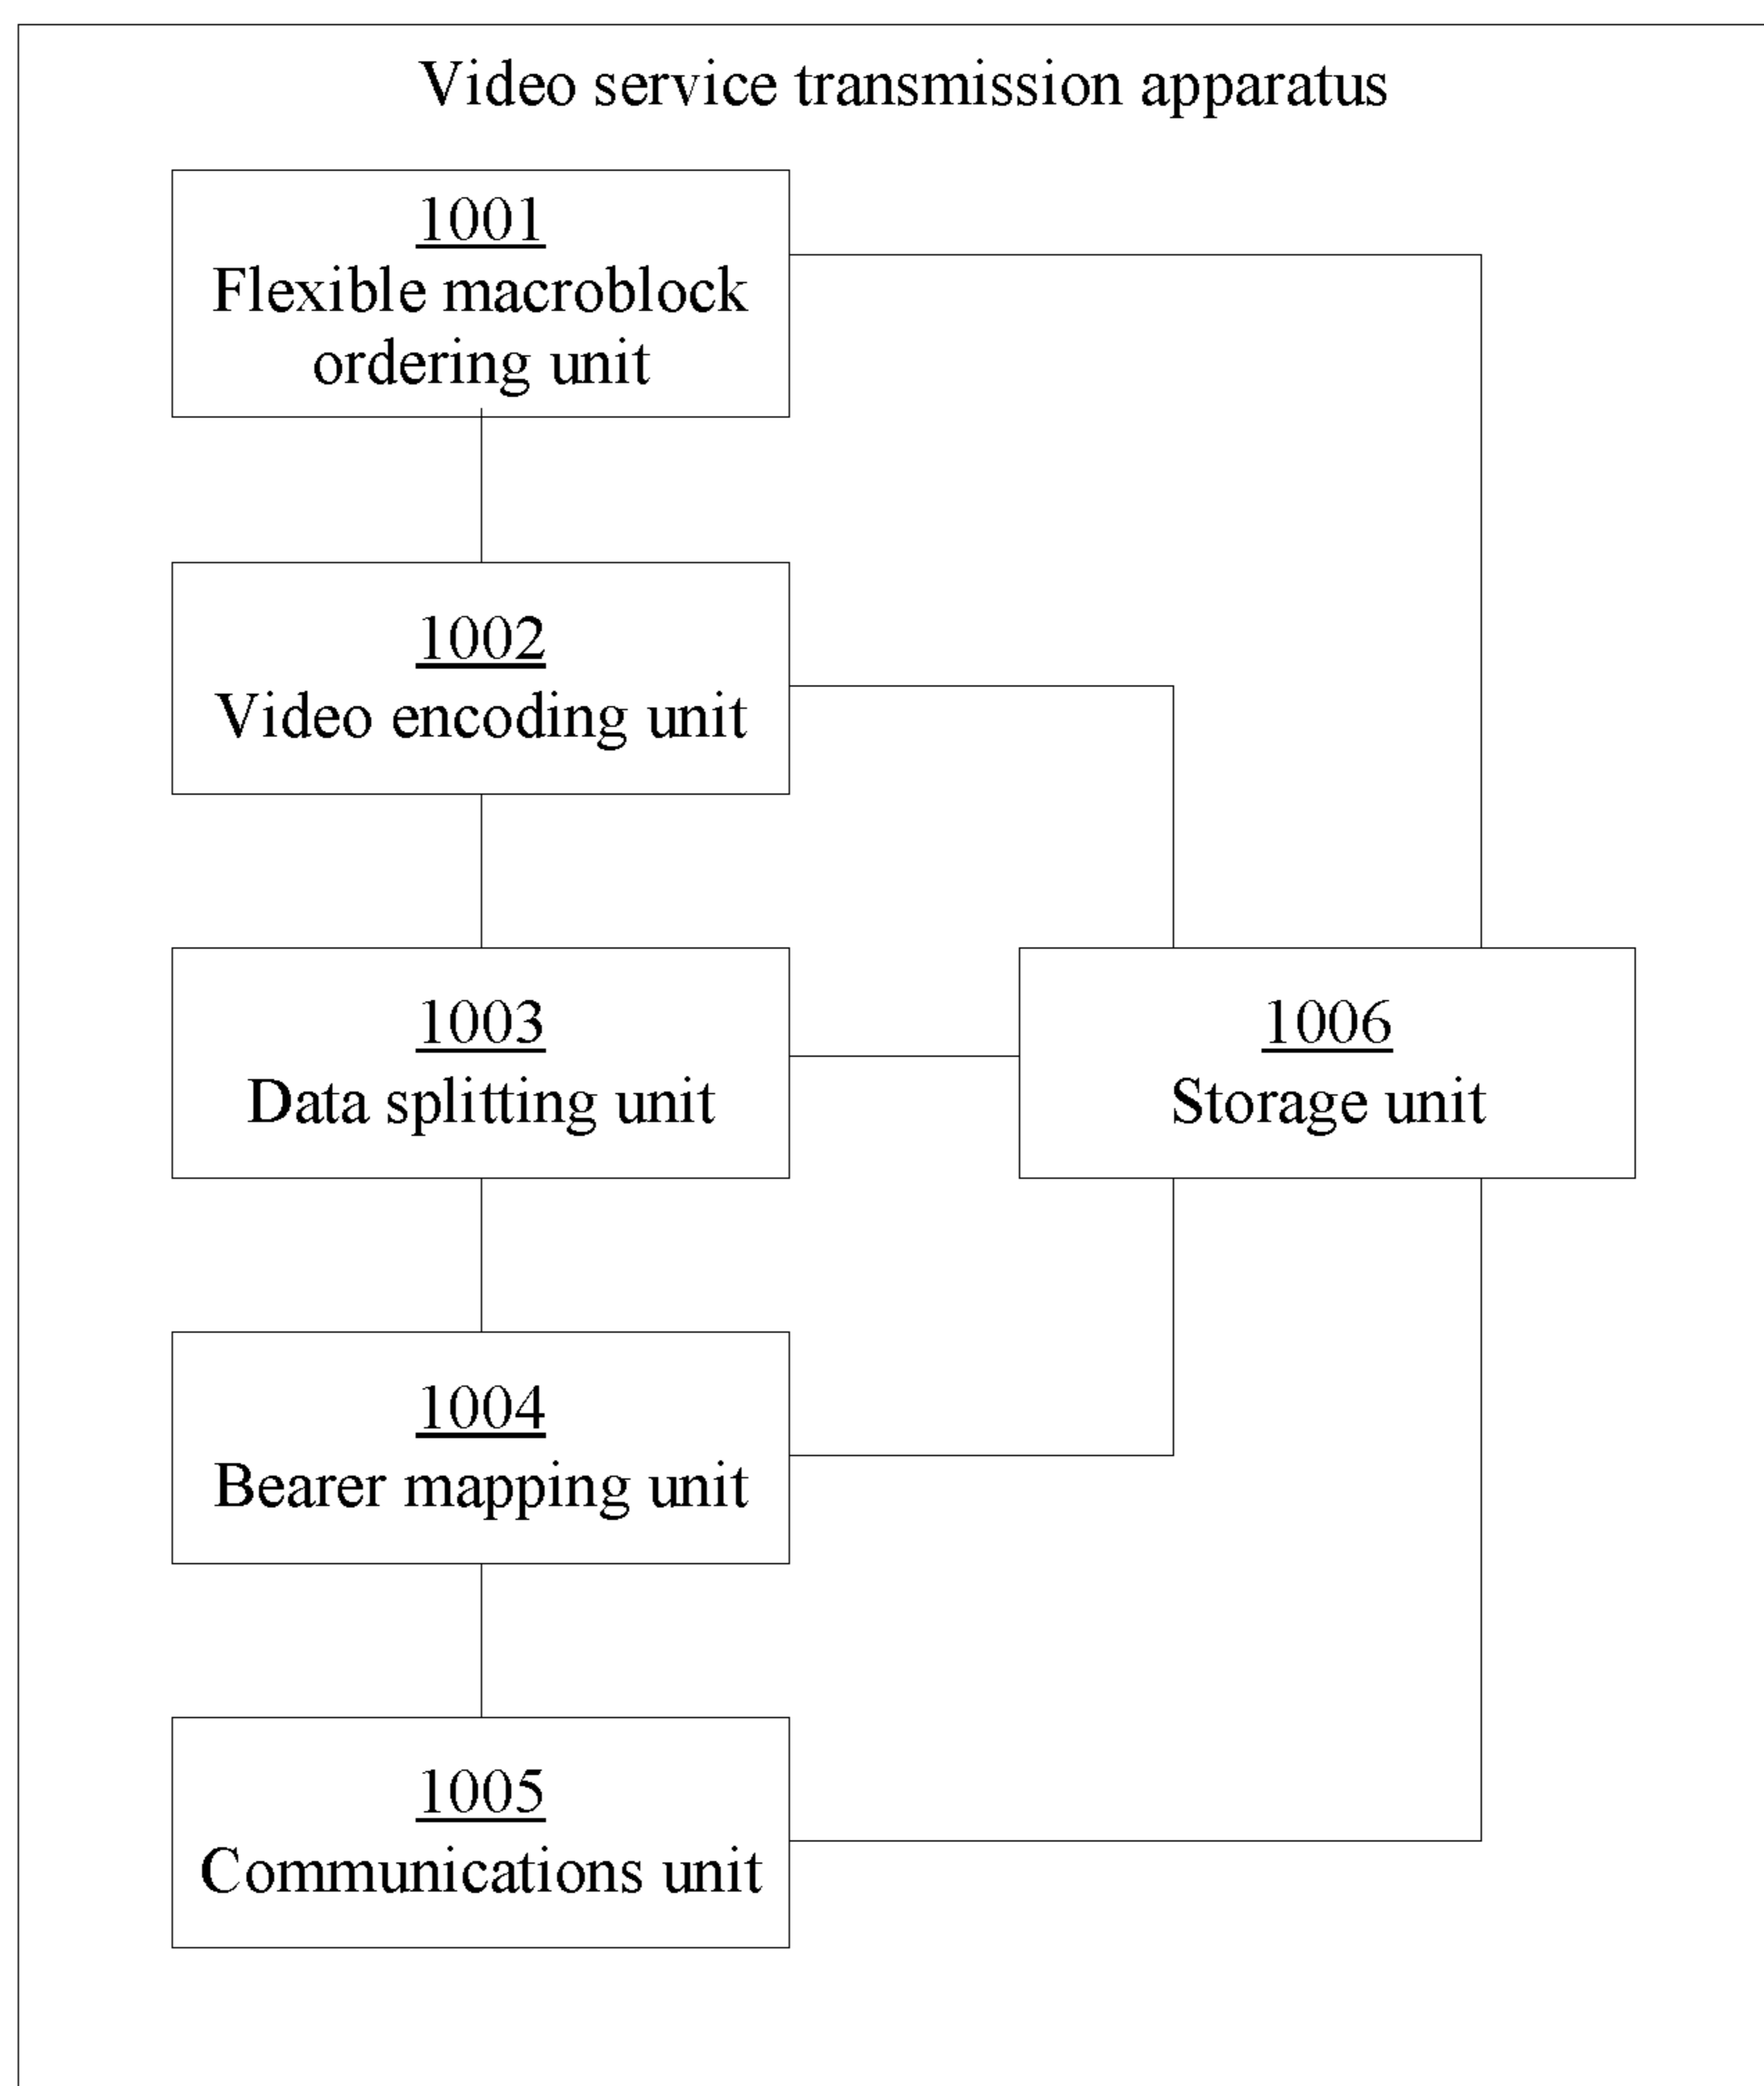 Video service transmission apparatus
1001
Flexible macroblock
ordering unit
1002
Video encoding unit
1003
Data splitting unit
1006
Storage unit
1004
Bearer mapping unit
1005
Communications unit